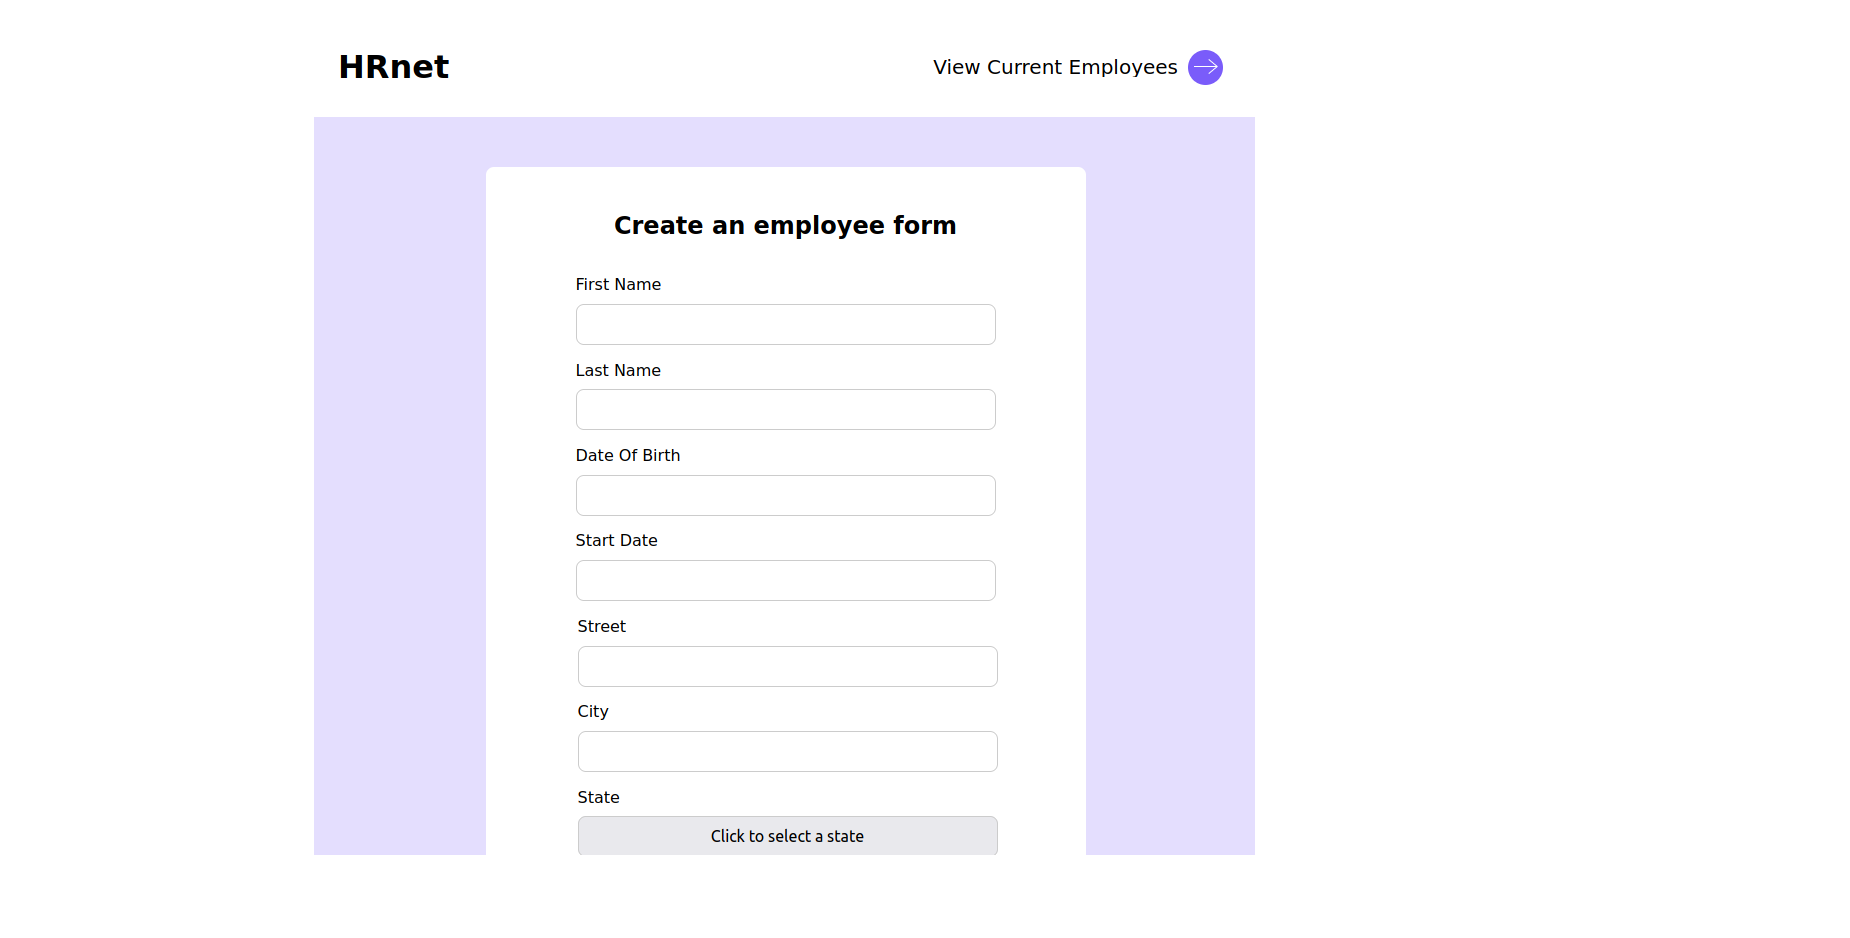 HRnet
View Current Employees
Create an employee form
First Name
Last Name
Date Of Birth
Start Date
Street
City
State
Click to select a state